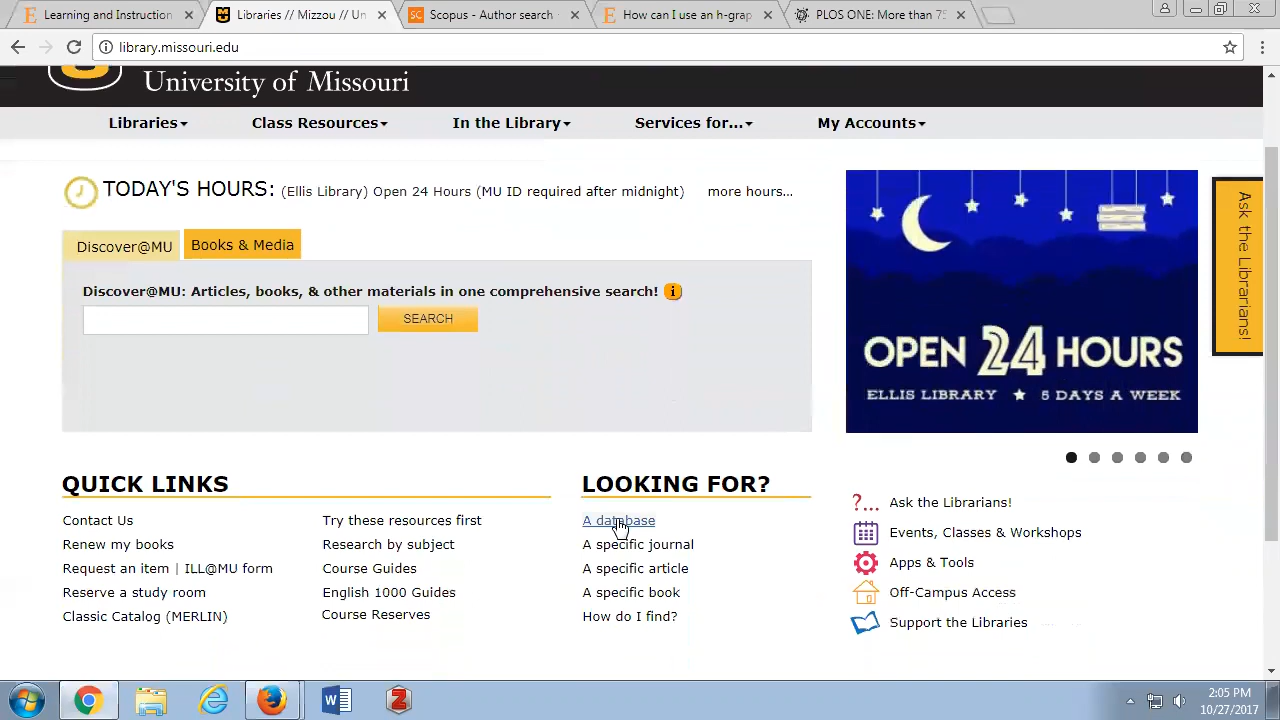 Learning and Instruction
Libraries // Mizzou // Un
Scopus - Author search
How can I use an h-grap
PLOS ONE: More than 75
library.missouri.edu
University of Missouri
Libraries
Class Resources
In the Library
Services for...
My Accounts
TODAY'S HOURS: (Ellis Library) Open 24 Hours (MU ID required after midnight) more hours...
Discover@MU
Books & Media
Discover@MU: Articles, books, & other materials in one comprehensive search!
SEARCH
OPEN 24 HOURS
ELLIS LIBRARY ★ 5 DAYS A WEEK
Ask the Librarians!
QUICK LINKS
Contact Us
Renew my books
Request an item | ILL@MU form
Reserve a study room
Classic Catalog (MERLIN)
Try these resources first
Research by subject
Course Guides
English 1000 Guides
Course Reserves
LOOKING FOR?
A database
A specific journal
A specific article
A specific book
How do I find?
Ask the Librarians!
Events, Classes & Workshops
Apps & Tools
Off-Campus Access
Support the Libraries
2:05 PM
10/27/2017